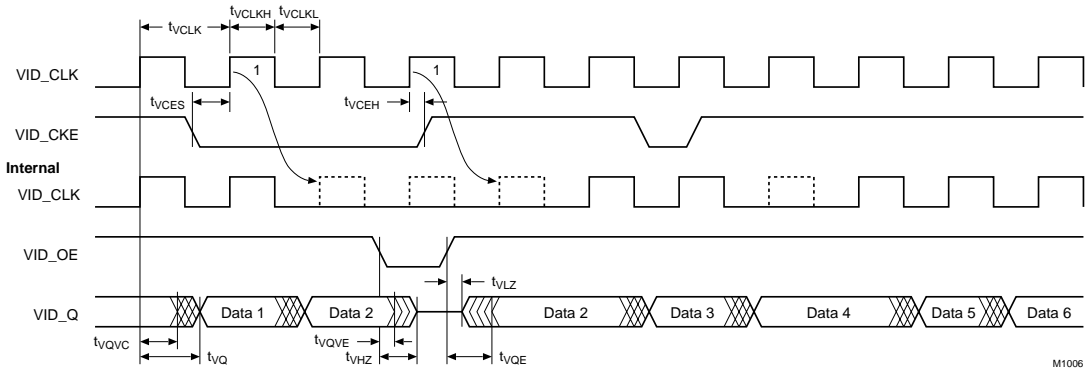 tVCLK tVCLKH tVCLKL
VID_CLK 1 1
tVCES tVCEH
VID_CKE
Internal
VID_CLK
VID_OE
tVLZ
VID_Q Data 1 Data 2 Data 2 Data 3 Data 4 Data 5 Data 6
tVQVC tVQ tVQVE tVHZ tVQE
M1006